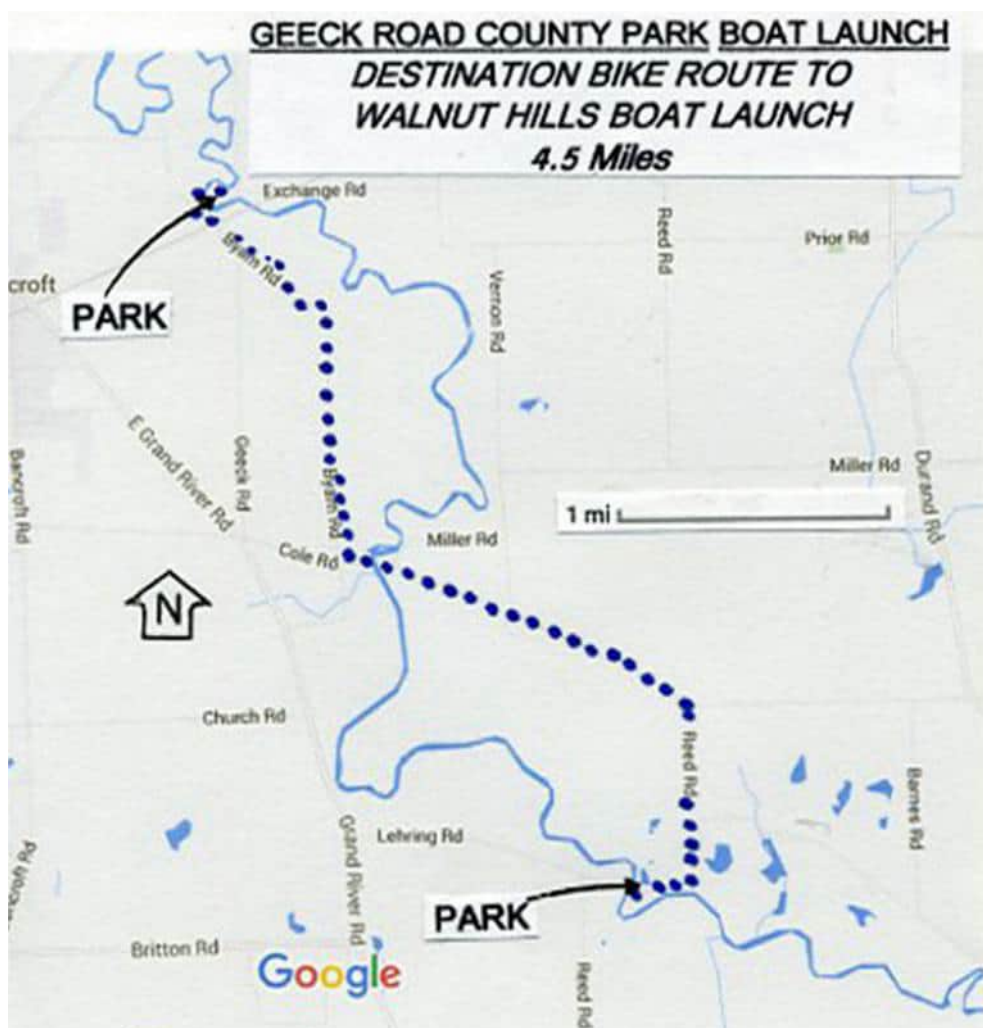 GEECK ROAD COUNTY PARK BOAT LAUNCH
DESTINATION BIKE ROUTE TO
WALNUT HILLS BOAT LAUNCH
4.5 Miles
Exchange Rd
Reed Rd
Prior Rd
Byam Rd
croft
Vernon Rd
PARK
E Grand River Rd
Geeck Rd
Bancroft Rd
Byam Rd
Miller Rd
Durand Rd
1 mi
Miller Rd
Cole Rd
N
Church Rd
Reed Rd
Barnes Rd
Lehring Rd
Grand River Rd
croft Rd
PARK
Britton Rd
Google
Reed Rd